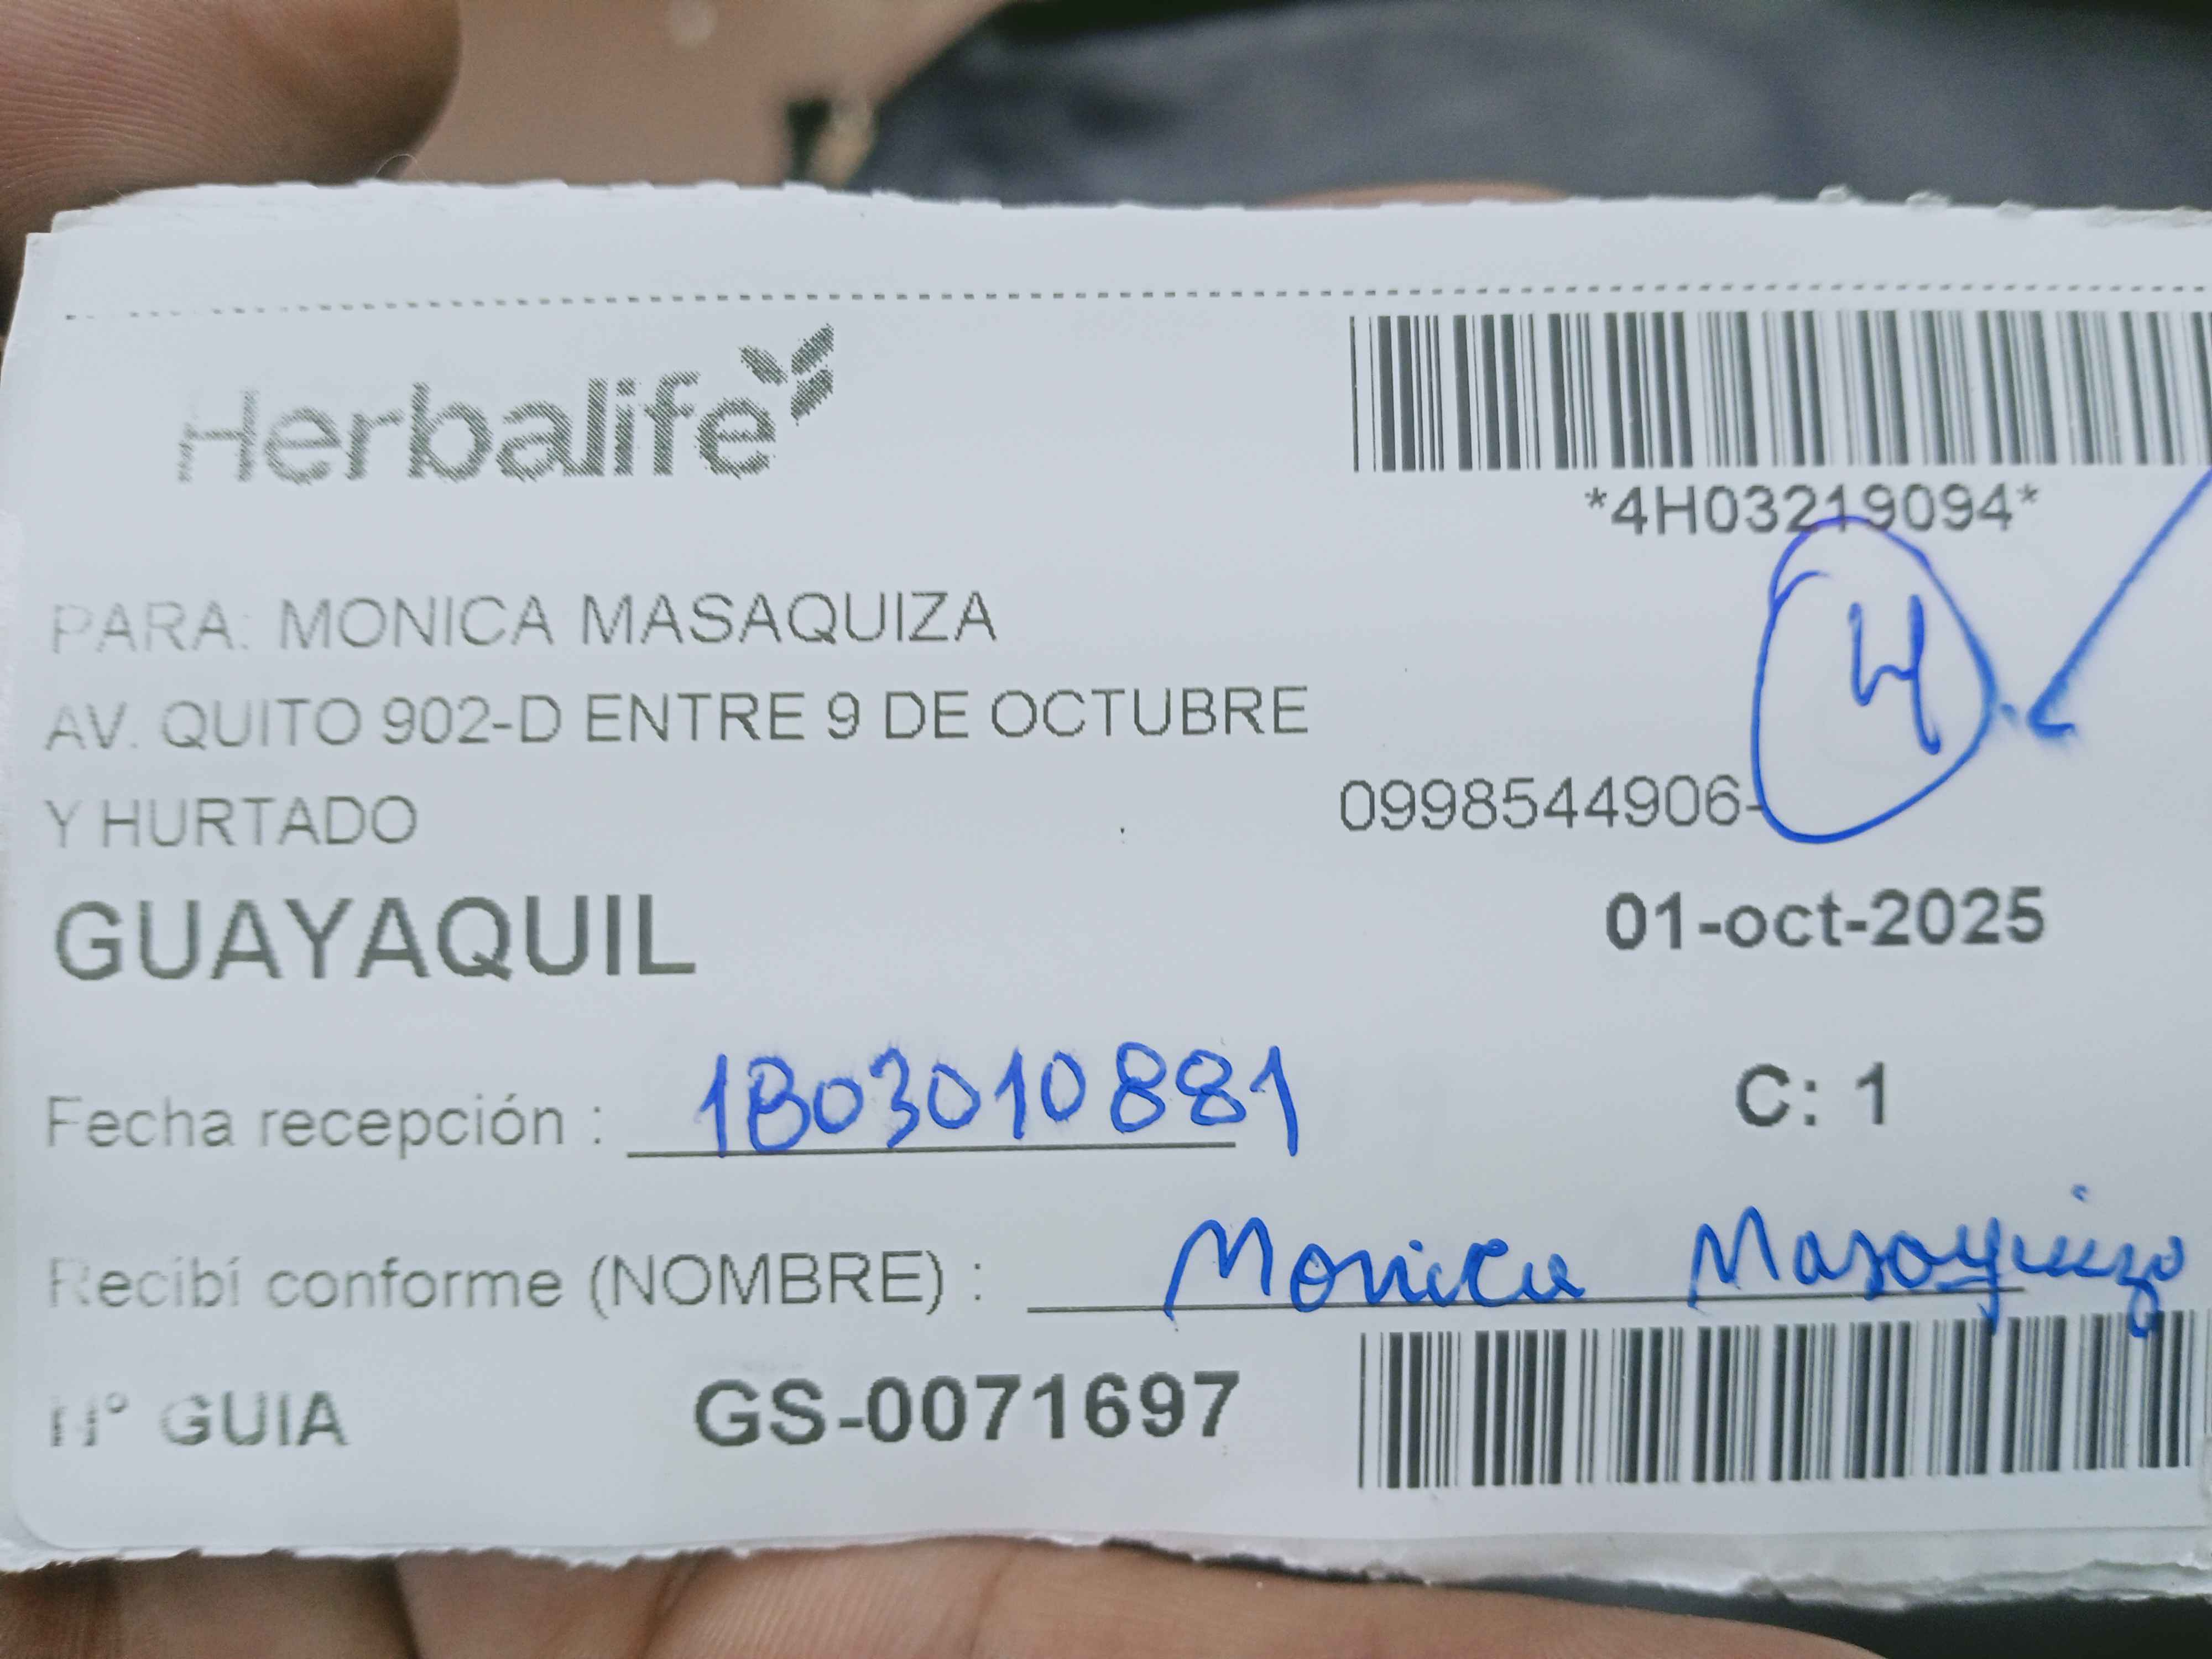 Herbalife
*4H03219094*
4
PARA: MONICA MASAQUIZA
AV. QUITO 902-D ENTRE 9 DE OCTUBRE
Y HURTADO
0998544906-
GUAYAQUIL
01-oct-2025
Fecha recepción : 1803010881
C: 1
Recibí conforme (NOMBRE) : Monica Masaquiza
N° GUIA GS-0071697